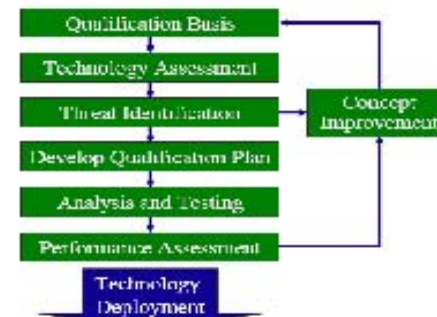 Qualification Basis
Technology Assessment
Threat Identification
Concept
Improvement
Develop Qualification Plan
Analysis and Testing
Performance Assessment
Technology
Deployment